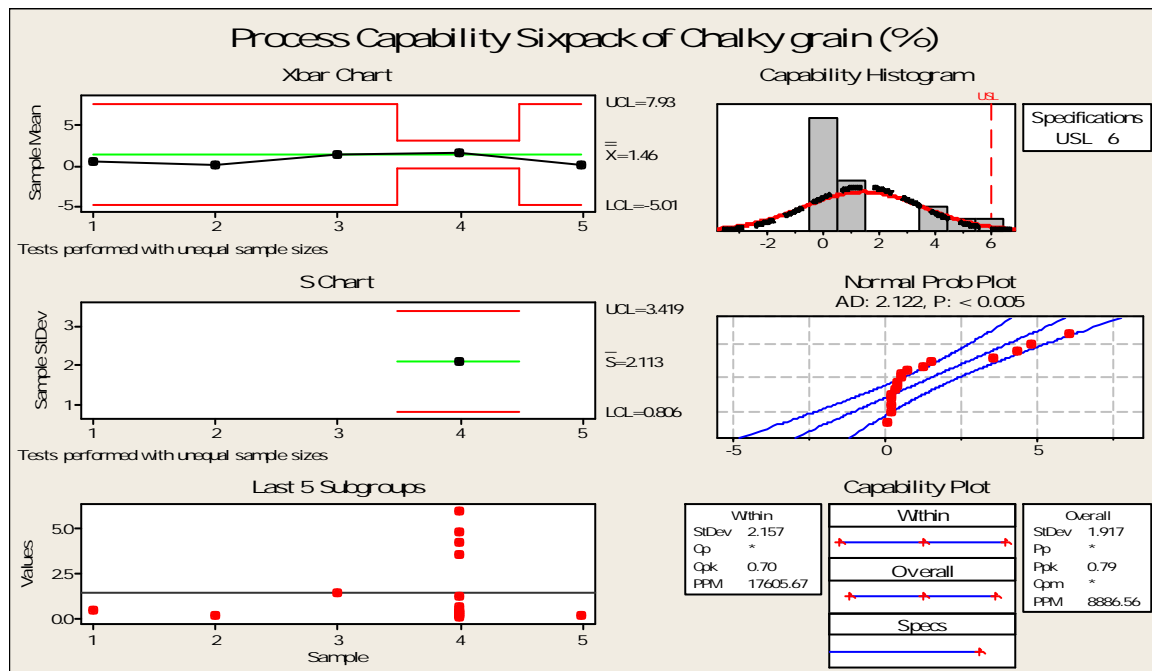 Process Capability Sixpack of Chalky grain (%)
Xbar Chart
Sample Mean
5
0
-5
1 2 3 4 5
UCL=7.93
X=1.46
LCL=-5.01
Tests performed with unequal sample sizes
Capability Histogram
USL
-2 0 2 4 6
Specifications
USL 6
S Chart
Sample StDev
3
2
1
1 2 3 4 5
UCL=3.419
S=2.113
LCL=0.806
Tests performed with unequal sample sizes
Normal Prob Plot
AD: 2.122, P: < 0.005
-5 0 5
Last 5 Subgroups
Values
5.0
2.5
0.0
1 2 3 4 5
Sample
Capability Plot
Within
StDev 2.157
Cp *
Cpk 0.70
PPM 17605.67
Within
Overall
Specs
Overall
StDev 1.917
Pp *
Ppk 0.79
Cpm *
PPM 8886.56